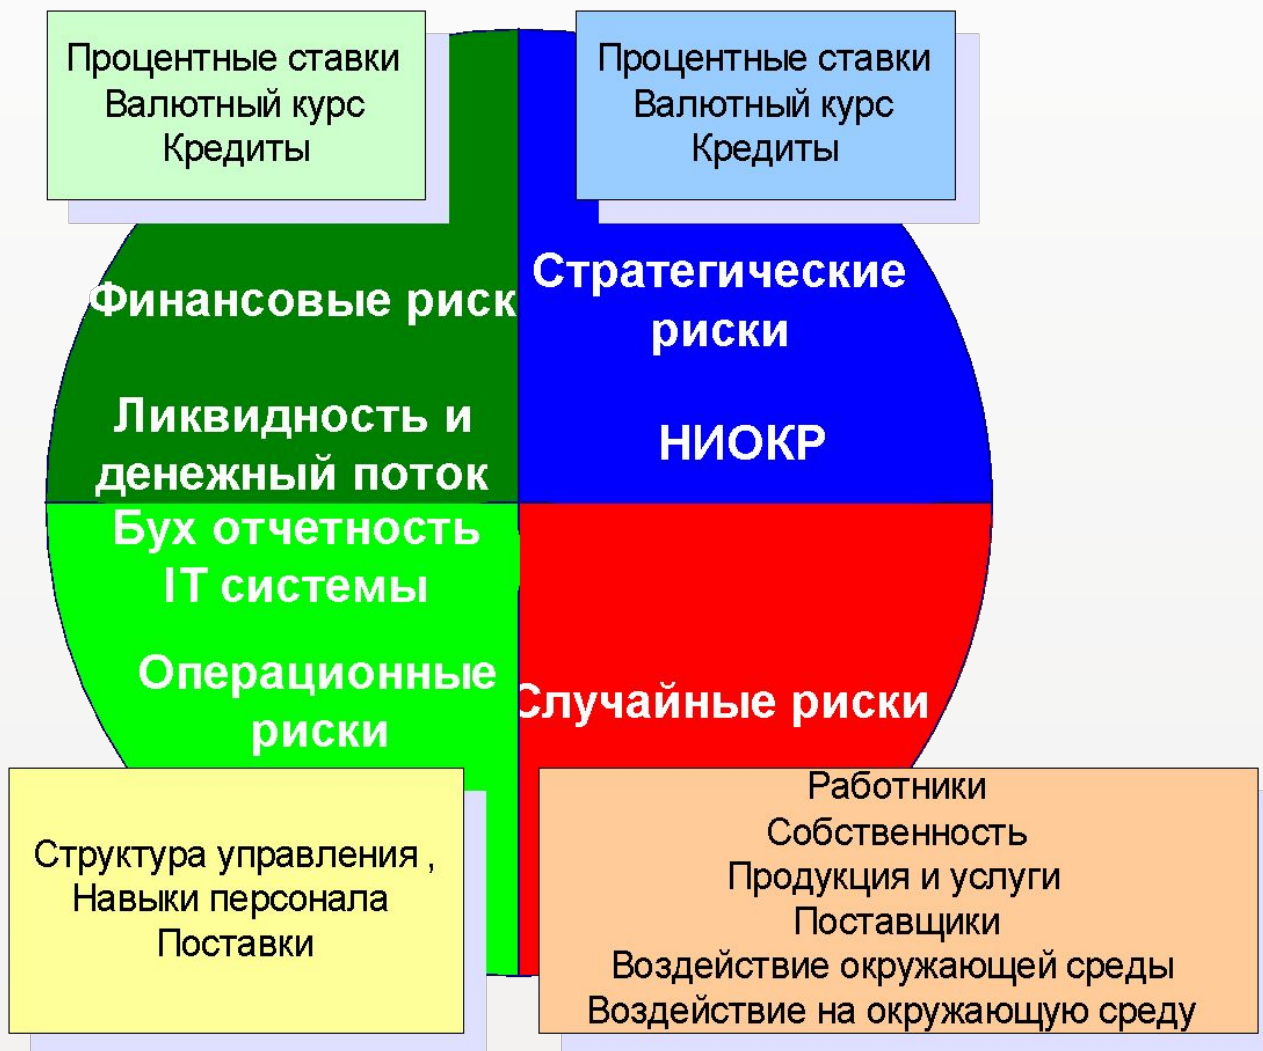 Процентные ставки
Валютный курс
Кредиты
Процентные ставки
Валютный курс
Кредиты
Финансовые риск
Ликвидность и
денежный поток
Стратегические
риски
НИОКР
Бух отчетность
IT системы
Операционные
риски
Случайные риски
Структура управления ,
Навыки персонала
Поставки
Работники
Собственность
Продукция и услуги
Поставщики
Воздействие окружающей среды
Воздействие на окружающую среду